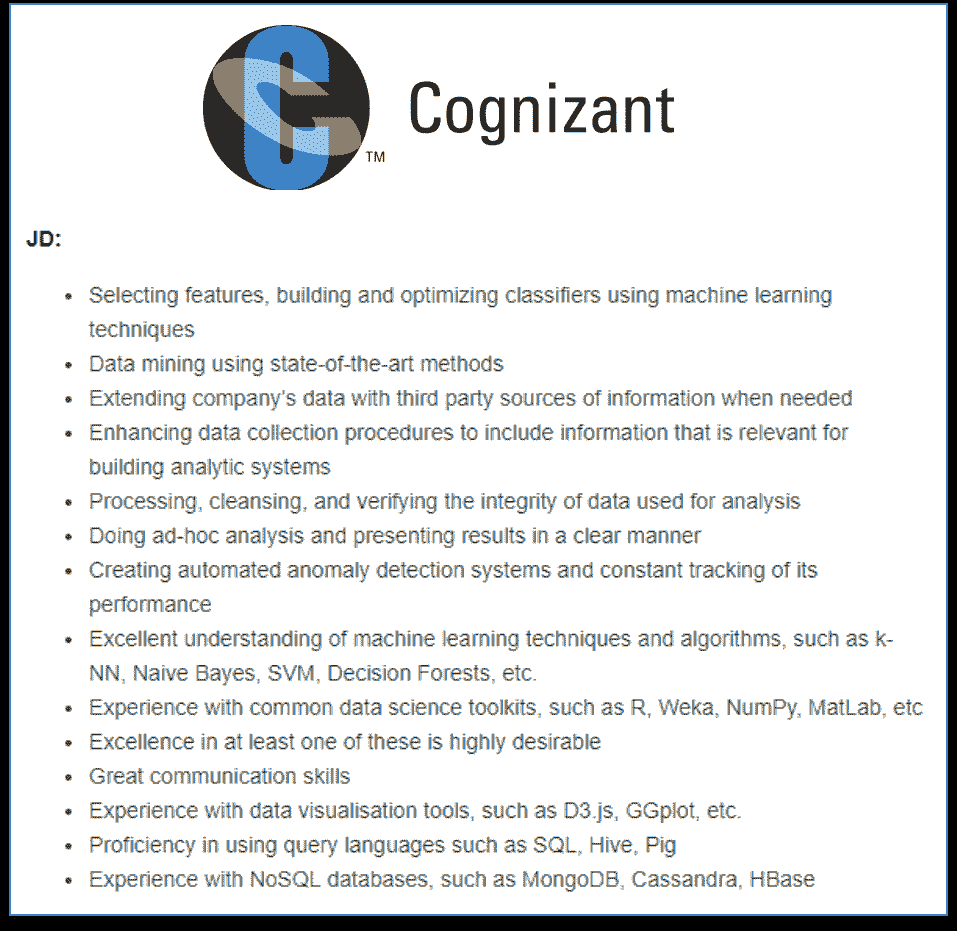 Cognizant
TM
JD:
• Selecting features, building and optimizing classifiers using machine learning
techniques
• Data mining using state-of-the-art methods
• Extending company's data with third party sources of information when needed
• Enhancing data collection procedures to include information that is relevant for
building analytic systems
• Processing, cleansing, and verifying the integrity of data used for analysis
• Doing ad-hoc analysis and presenting results in a clear manner
• Creating automated anomaly detection systems and constant tracking of its
performance
• Excellent understanding of machine learning techniques and algorithms, such as k-
NN, Naive Bayes, SVM, Decision Forests, etc.
• Experience with common data science toolkits, such as R, Weka, NumPy, MatLab, etc
• Excellence in at least one of these is highly desirable
• Great communication skills
• Experience with data visualisation tools, such as D3.js, GGplot, etc.
• Proficiency in using query languages such as SQL, Hive, Pig
• Experience with NoSQL databases, such as MongoDB, Cassandra, HBase